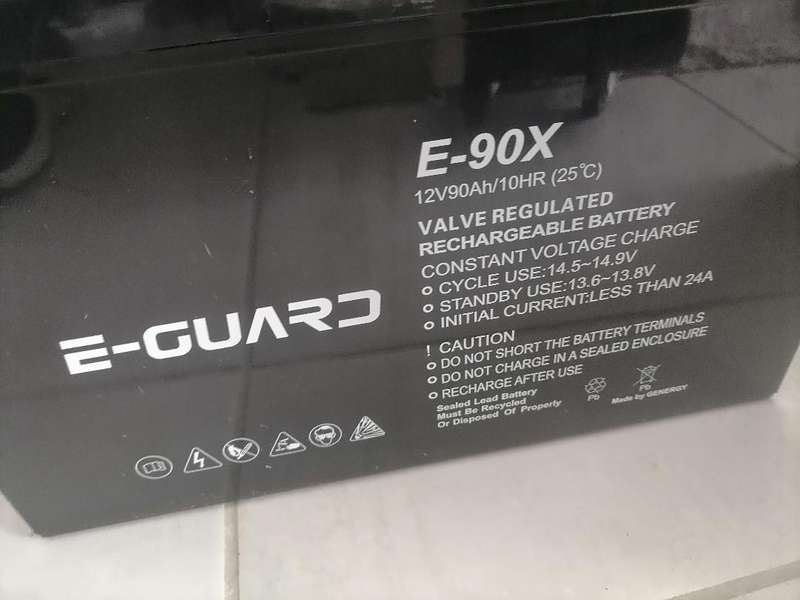 E-GUARD
E-90X
12V90Ah/10HR (25℃)
VALVE REGULATED
RECHARGEABLE BATTERY
CONSTANT VOLTAGE CHARGE
CYCLE USE:14.5~14.9V
STANDBY USE:13.6~13.8V
INITIAL CURRENT:LESS THAN 24A
! CAUTION
DO NOT SHORT THE BATTERY TERMINALS
DO NOT CHARGE IN A SEALED ENCLOSURE
RECHARGE AFTER USE
Sealed Lead Battery
Must Be Recycled
Or Disposed Of Properly
Pb
Pb
Made by GENERGY